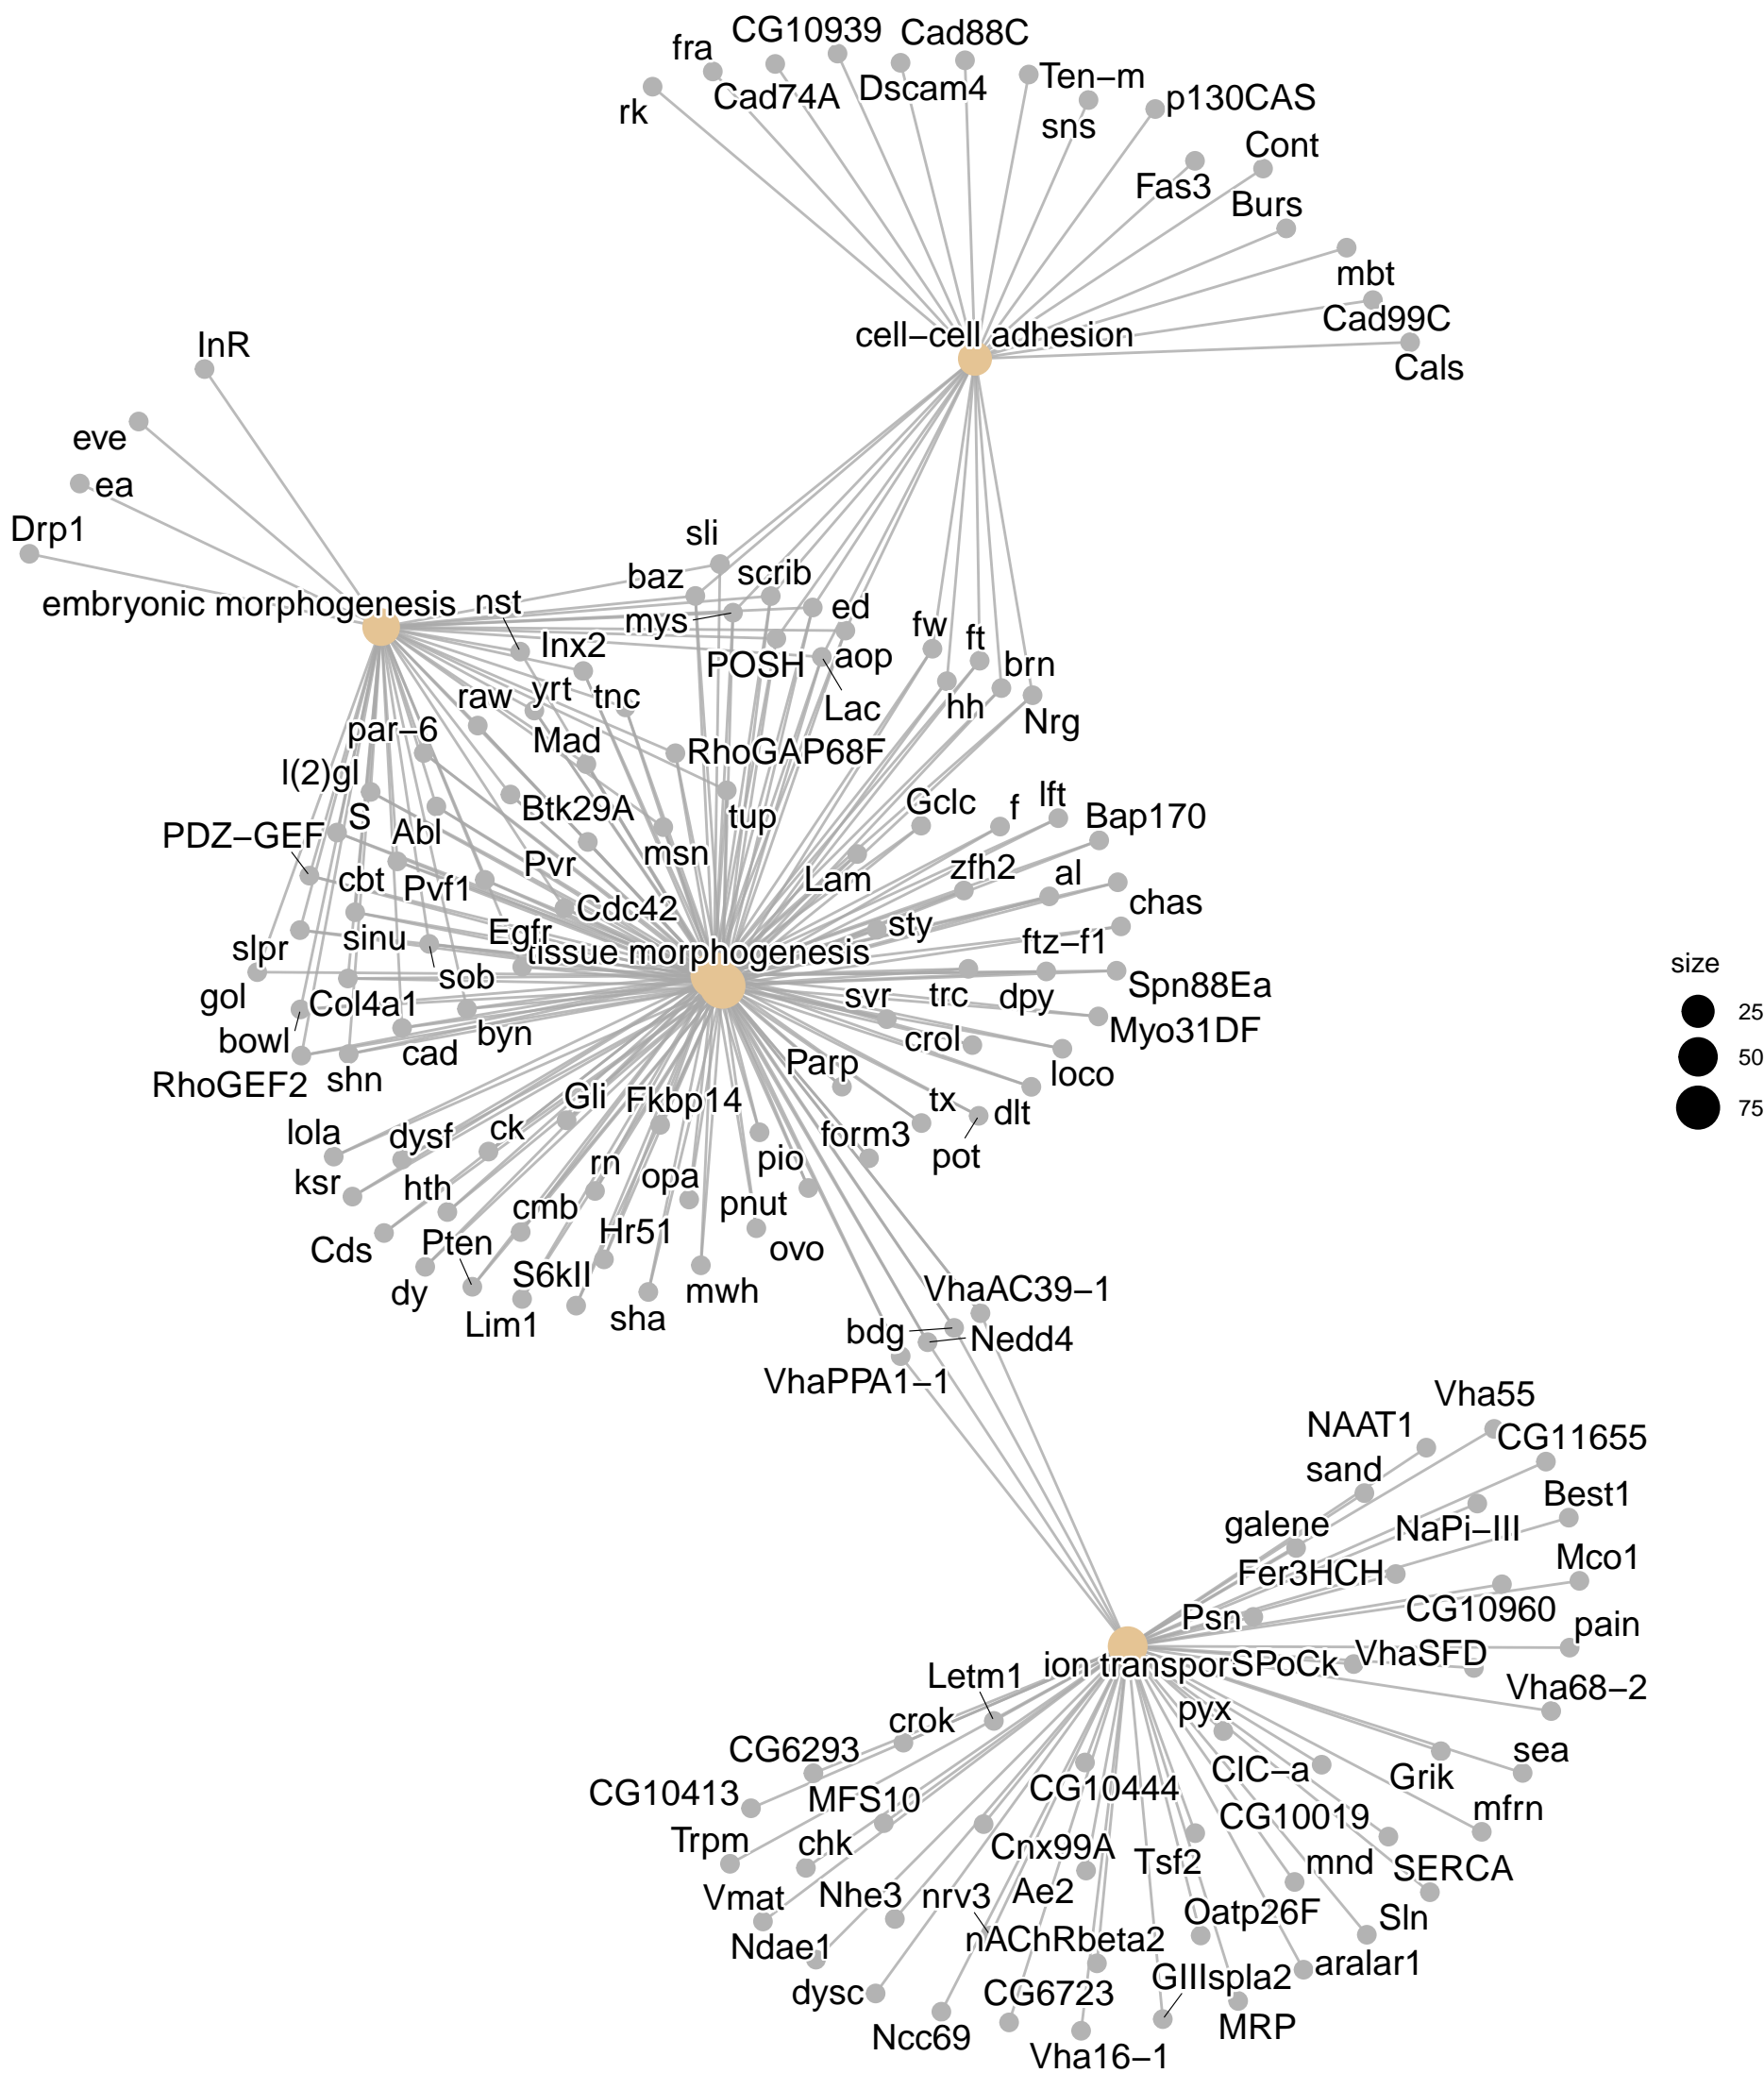 CG10939
Cad88C
fra
Ten−m
Cad74A
Dscam4
p130CAS
rk
sns
Cont
Fas3
Burs
mbt
Cad99C
cell−cell adhesion
InR
Cals
eve
ea
Drp1
sli
baz
scrib
embryonic morphogenesis
nst
mys
ed
fw
ft
Inx2
POSH
aop
brn
raw
yrt
tnc
Lac
hh
Nrg
par−6
Mad
RhoGAP68F
l(2)gl
S
Btk29A
tup
Gclc
f
lft
Bap170
PDZ−GEF
Abl
Pvr
msn
Lam
zfh2
al
cbt
Pvf1
Cdc42
chas
slpr
sinu
Egfr
sty
ftz−f1
tissue morphogenesis
size
gol
sob
Col4a1
svr
trc
dpy
Spn88Ea
25
bowl
byn
cad
crol
Myo31DF
50
RhoGEF2
shn
Parp
loco
Gli
Fkbp14
tx
dlt
75
lola
dysf
ck
form3
pot
ksr
hth
rn
opa
pio
cmb
pnut
Cds
Pten
Hr51
ovo
dy
S6kII
mwh
VhaAC39−1
Lim1
sha
bdg
Nedd4
VhaPPA1−1
Vha55
NAAT1
CG11655
sand
Best1
galene
NaPi−III
Fer3HCH
Mco1
Psn
CG10960
pain
ion transpor
SPoCk
VhaSFD
Letm1
Vha68−2
crok
pyx
CG6293
sea
CG10413
MFS10
CG10444
ClC−a
Grik
Trpm
chk
CG10019
mfrn
Cnx99A
Tsf2
mnd
SERCA
Vmat
Nhe3
nrv3
Ae2
Oatp26F
Sln
Ndae1
nAChRbeta2
aralar1
dysc
CG6723
GIIIspla2
Ncc69
MRP
Vha16−1